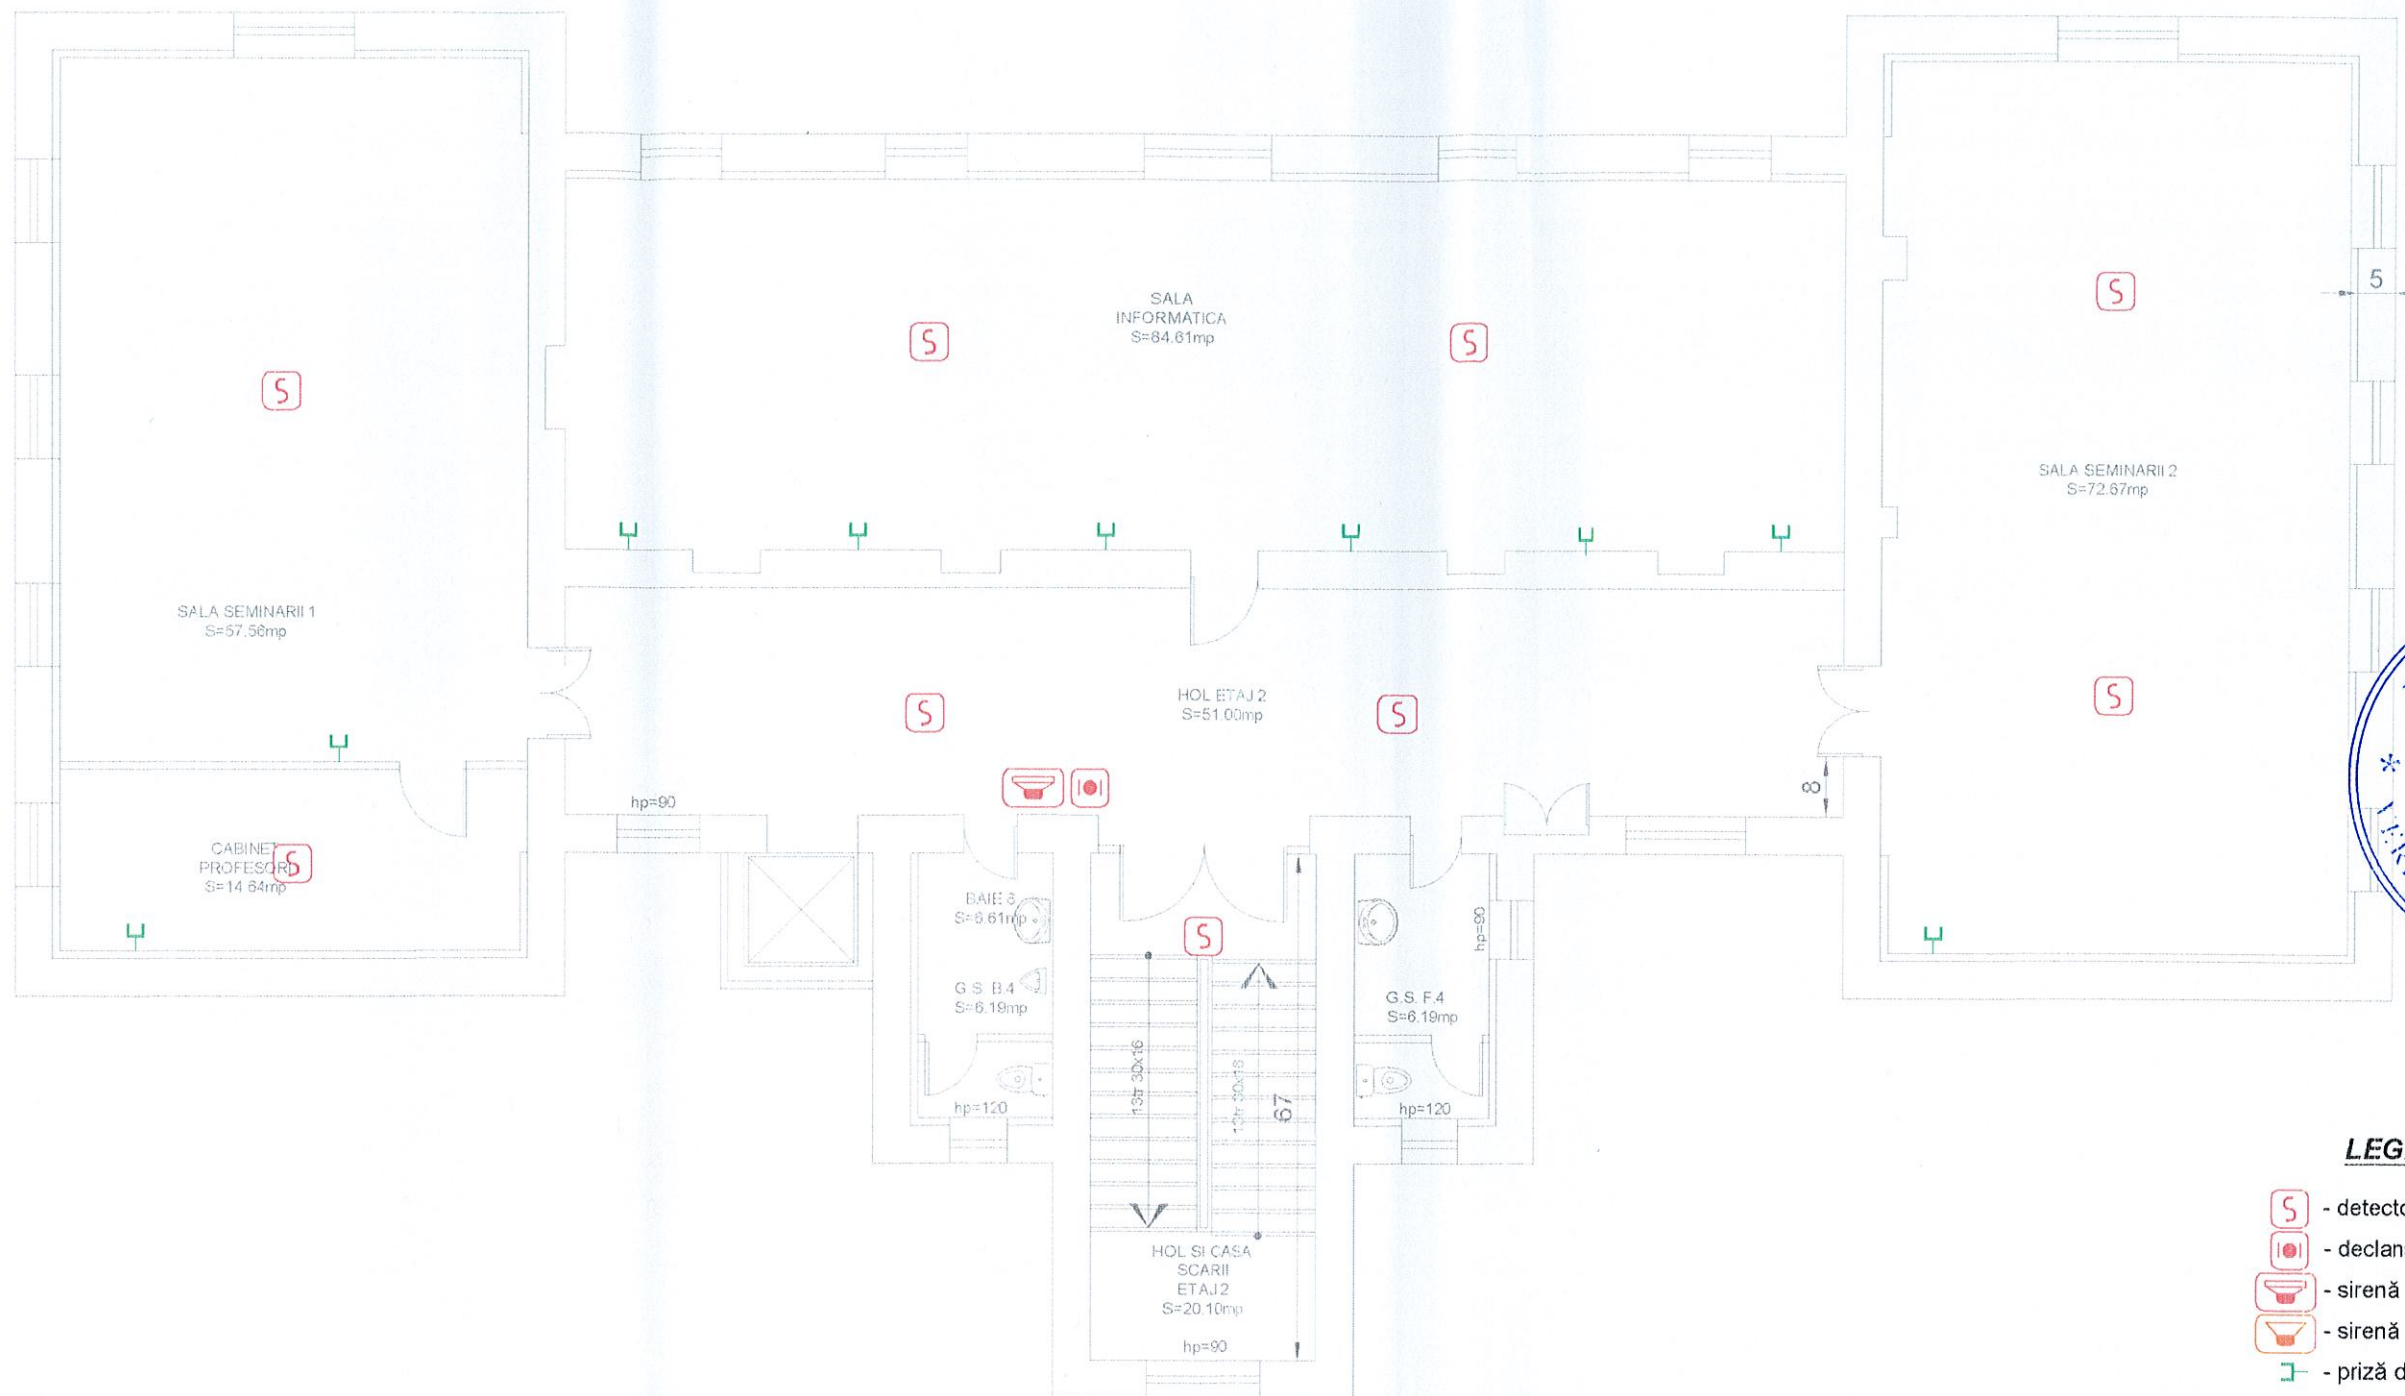 SALA
INFORMATICA
S=84.61mp
S
S
S
S
5
SALA SEMINARII 2
S=72.67mp
SALA SEMINARII 1
S=57.56mp
HOL ETAJ 2
S=51.00mp
S
S
S
8
hp=90
CABINET
PROFESORI
S=14.64mp
S
BAIE 6
S=6.61mp
S
hp=90
G.S. B.4
S=6.19mp
G.S. F.4
S=6.19mp
13tr 30x16
13tr 30x16
67
hp=120
hp=120
HOL SI CASA
SCARII
ETAJ 2
S=20.10mp
hp=90
LEG
S - detecto
- declan
- sirenă
- sirenă
- priză d